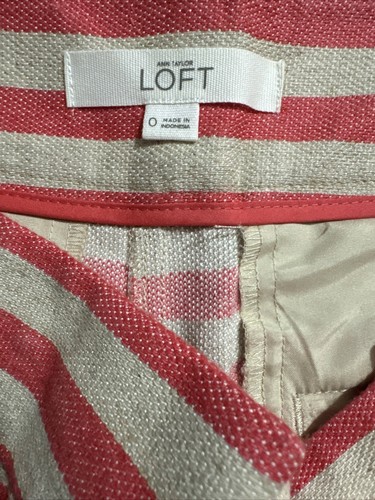 ANN TAYLOR
LOFT
0
MADE IN
INDONESIA